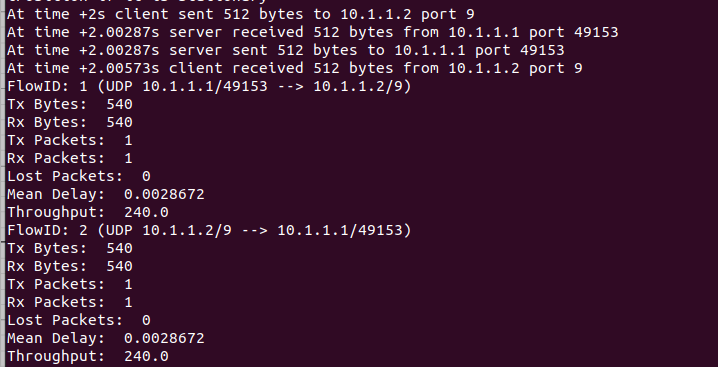 At time +2s client sent 512 bytes to 10.1.1.2 port 9
At time +2.00287s server received 512 bytes from 10.1.1.1 port 49153
At time +2.00287s server sent 512 bytes to 10.1.1.1 port 49153
At time +2.00573s client received 512 bytes from 10.1.1.2 port 9
FlowID: 1 (UDP 10.1.1.1/49153 --> 10.1.1.2/9)
Tx Bytes:  540
Rx Bytes:  540
Tx Packets:  1
Rx Packets:  1
Lost Packets:  0
Mean Delay:  0.0028672
Throughput:  240.0
FlowID: 2 (UDP 10.1.1.2/9 --> 10.1.1.1/49153)
Tx Bytes:  540
Rx Bytes:  540
Tx Packets:  1
Rx Packets:  1
Lost Packets:  0
Mean Delay:  0.0028672
Throughput:  240.0